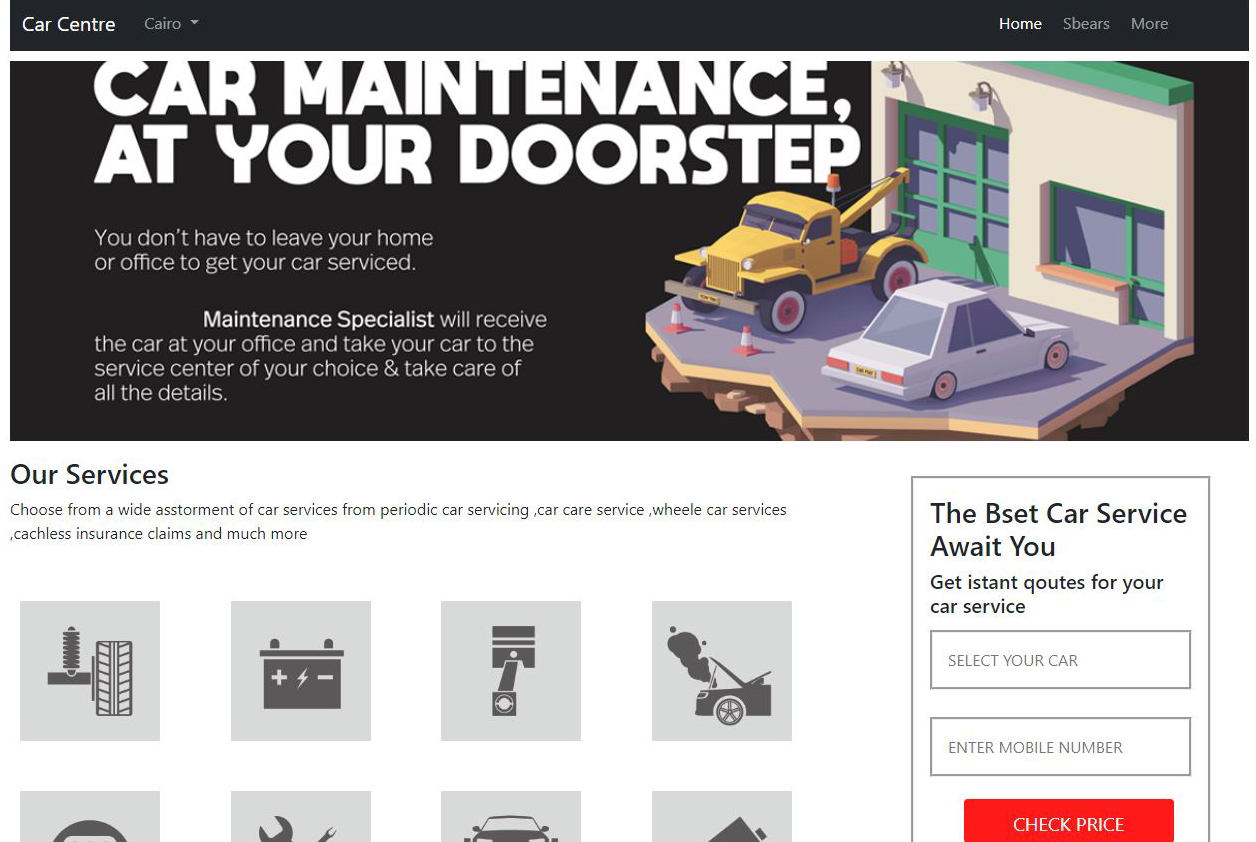 Car Centre
Cairo
Home
Sbears
More
CAR MAINTENANCE,
AT YOUR DOORSTEP
You don't have to leave your home
or office to get your car serviced.
Maintenance Specialist will receive
the car at your office and take your car to the
service center of your choice & take care of
all the details.
Our Services
Choose from a wide asstorment of car services from periodic car servicing ,car care service ,wheele car services
,cachless insurance claims and much more
The Bset Car Service
Await You
Get istant qoutes for your
car service
SELECT YOUR CAR
ENTER MOBILE NUMBER
CHECK PRICE